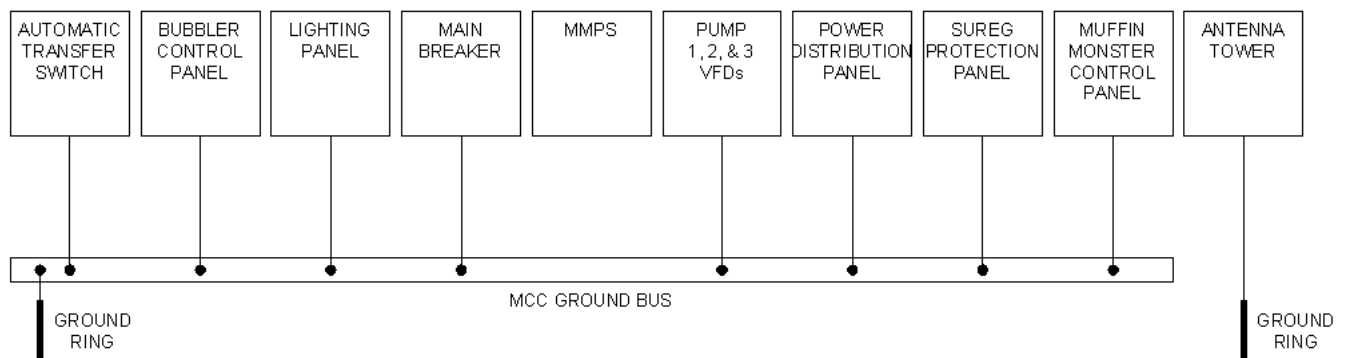 AUTOMATIC
TRANSFER
SWITCH
BUBBLER
CONTROL
PANEL
LIGHTING
PANEL
MAIN
BREAKER
MMPS
PUMP
1, 2, & 3
VFDs
POWER
DISTRIBUTION
PANEL
SUREG
PROTECTION
PANEL
MUFFIN
MONSTER
CONTROL
PANEL
ANTENNA
TOWER
MCC GROUND BUS
GROUND
RING
GROUND
RING